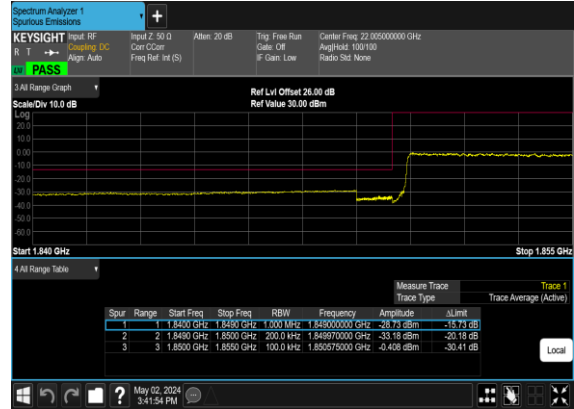 Spectrum Analyzer 1
Spurious Emissions
+
KEYSIGHT Input: RF Input Z: 50 Ω Atten: 20 dB Trig: Free Run Center Freq: 22.005000000 GHz
R T Coupling: DC Corr CCorr Gate: Off Avg|Hold: 100/100
Align: Auto Freq Ref: Int (S) IF Gain: Low Radio Std: None
PASS
3 All Range Graph
Ref Lvl Offset 26.00 dB
Scale/Div 10.0 dB Ref Value 30.00 dBm
Log
20.0
10.0
0.00
-10.0
-20.0
-30.0
-40.0
-50.0
-60.0
Start 1.840 GHz Stop 1.855 GHz
4 All Range Table
Measure Trace Trace 1
Trace Type Trace Average (Active)
Spur Range Start Freq Stop Freq RBW Frequency Amplitude ΔLimit
1 1 1.8400 GHz 1.8490 GHz 1.000 MHz 1.849000000 GHz -28.73 dBm -15.73 dB
2 2 1.8490 GHz 1.8500 GHz 200.0 kHz 1.849970000 GHz -33.18 dBm -20.18 dB
3 3 1.8500 GHz 1.8550 GHz 100.0 kHz 1.850575000 GHz -0.408 dBm -30.41 dB
Local
? May 02, 2024
3:41:54 PM